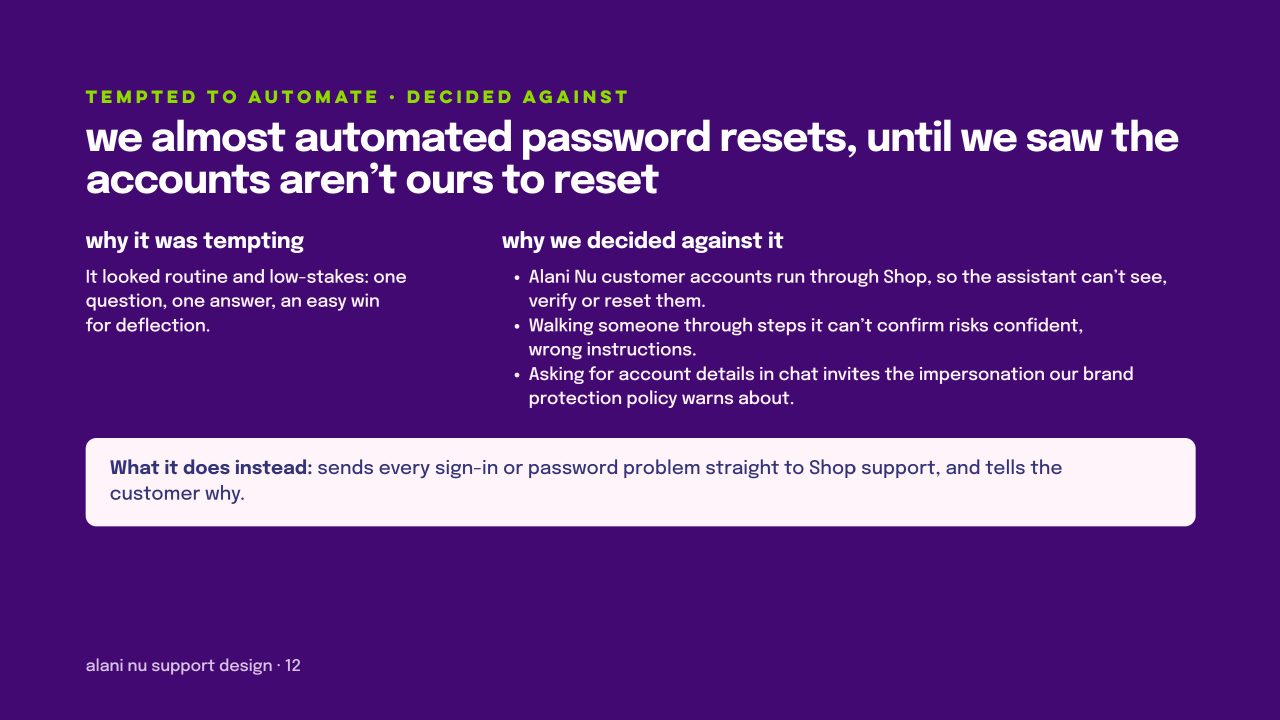 TEMPTED TO AUTOMATE · DECIDED AGAINST
we almost automated password resets, until we saw the
accounts aren’t ours to reset
why it was tempting
It looked routine and low-stakes: one
question, one answer, an easy win
for deflection.
why we decided against it
• Alani Nu customer accounts run through Shop, so the assistant can’t see,
verify or reset them.
• Walking someone through steps it can’t confirm risks confident,
wrong instructions.
• Asking for account details in chat invites the impersonation our brand
protection policy warns about.
What it does instead: sends every sign-in or password problem straight to Shop support, and tells the
customer why.
alani nu support design · 12